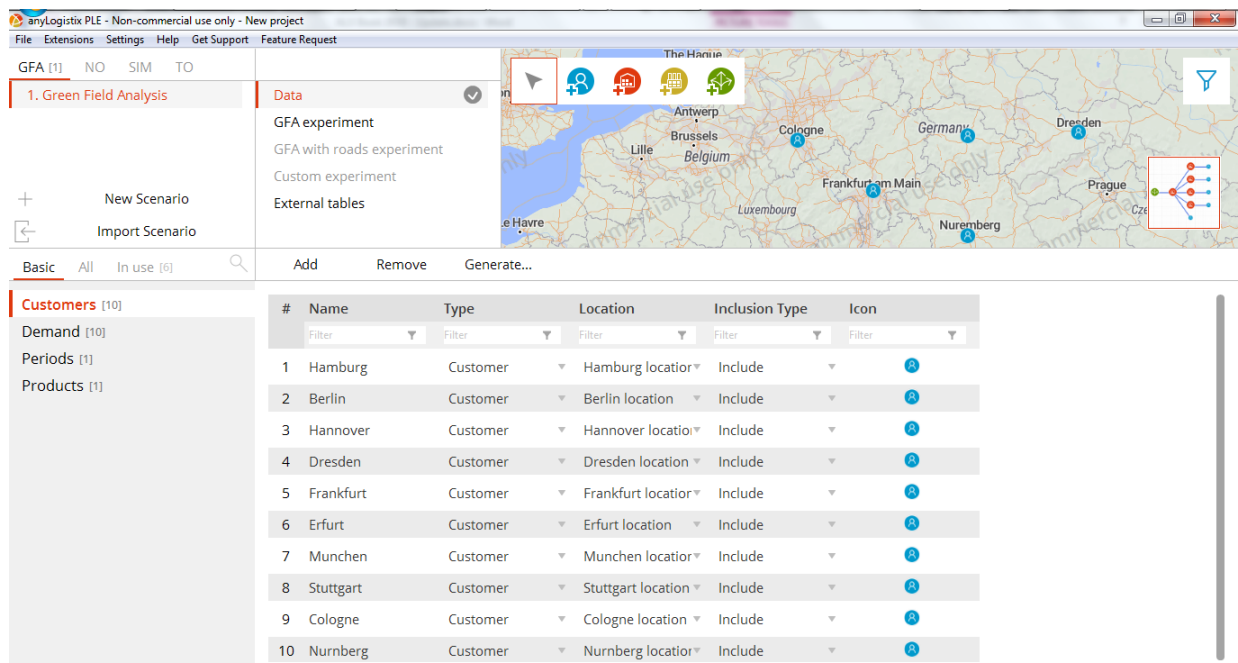 anyLogistix PLE - Non-commercial use only - New project
File Extensions Settings Help Get Support Feature Request
GFA [1] NO SIM TO
1. Green Field Analysis
New Scenario
Import Scenario
Data
GFA experiment
GFA with roads experiment
Custom experiment
External tables
The Hague
Antwerp
Brussels
Lille
Belgium
Cologne
Germany
Dresden
Frankfurt am Main
Prague
Luxembourg
Le Havre
Nuremberg
Basic All In use [6]
Add Remove Generate...
Customers [10]
Demand [10]
Periods [1]
Products [1]
# Name Type Location Inclusion Type Icon
Filter Filter Filter Filter Filter
1 Hamburg Customer Hamburg location Include
2 Berlin Customer Berlin location Include
3 Hannover Customer Hannover location Include
4 Dresden Customer Dresden location Include
5 Frankfurt Customer Frankfurt location Include
6 Erfurt Customer Erfurt location Include
7 Munchen Customer Munchen location Include
8 Stuttgart Customer Stuttgart location Include
9 Cologne Customer Cologne location Include
10 Nurnberg Customer Nurnberg location Include